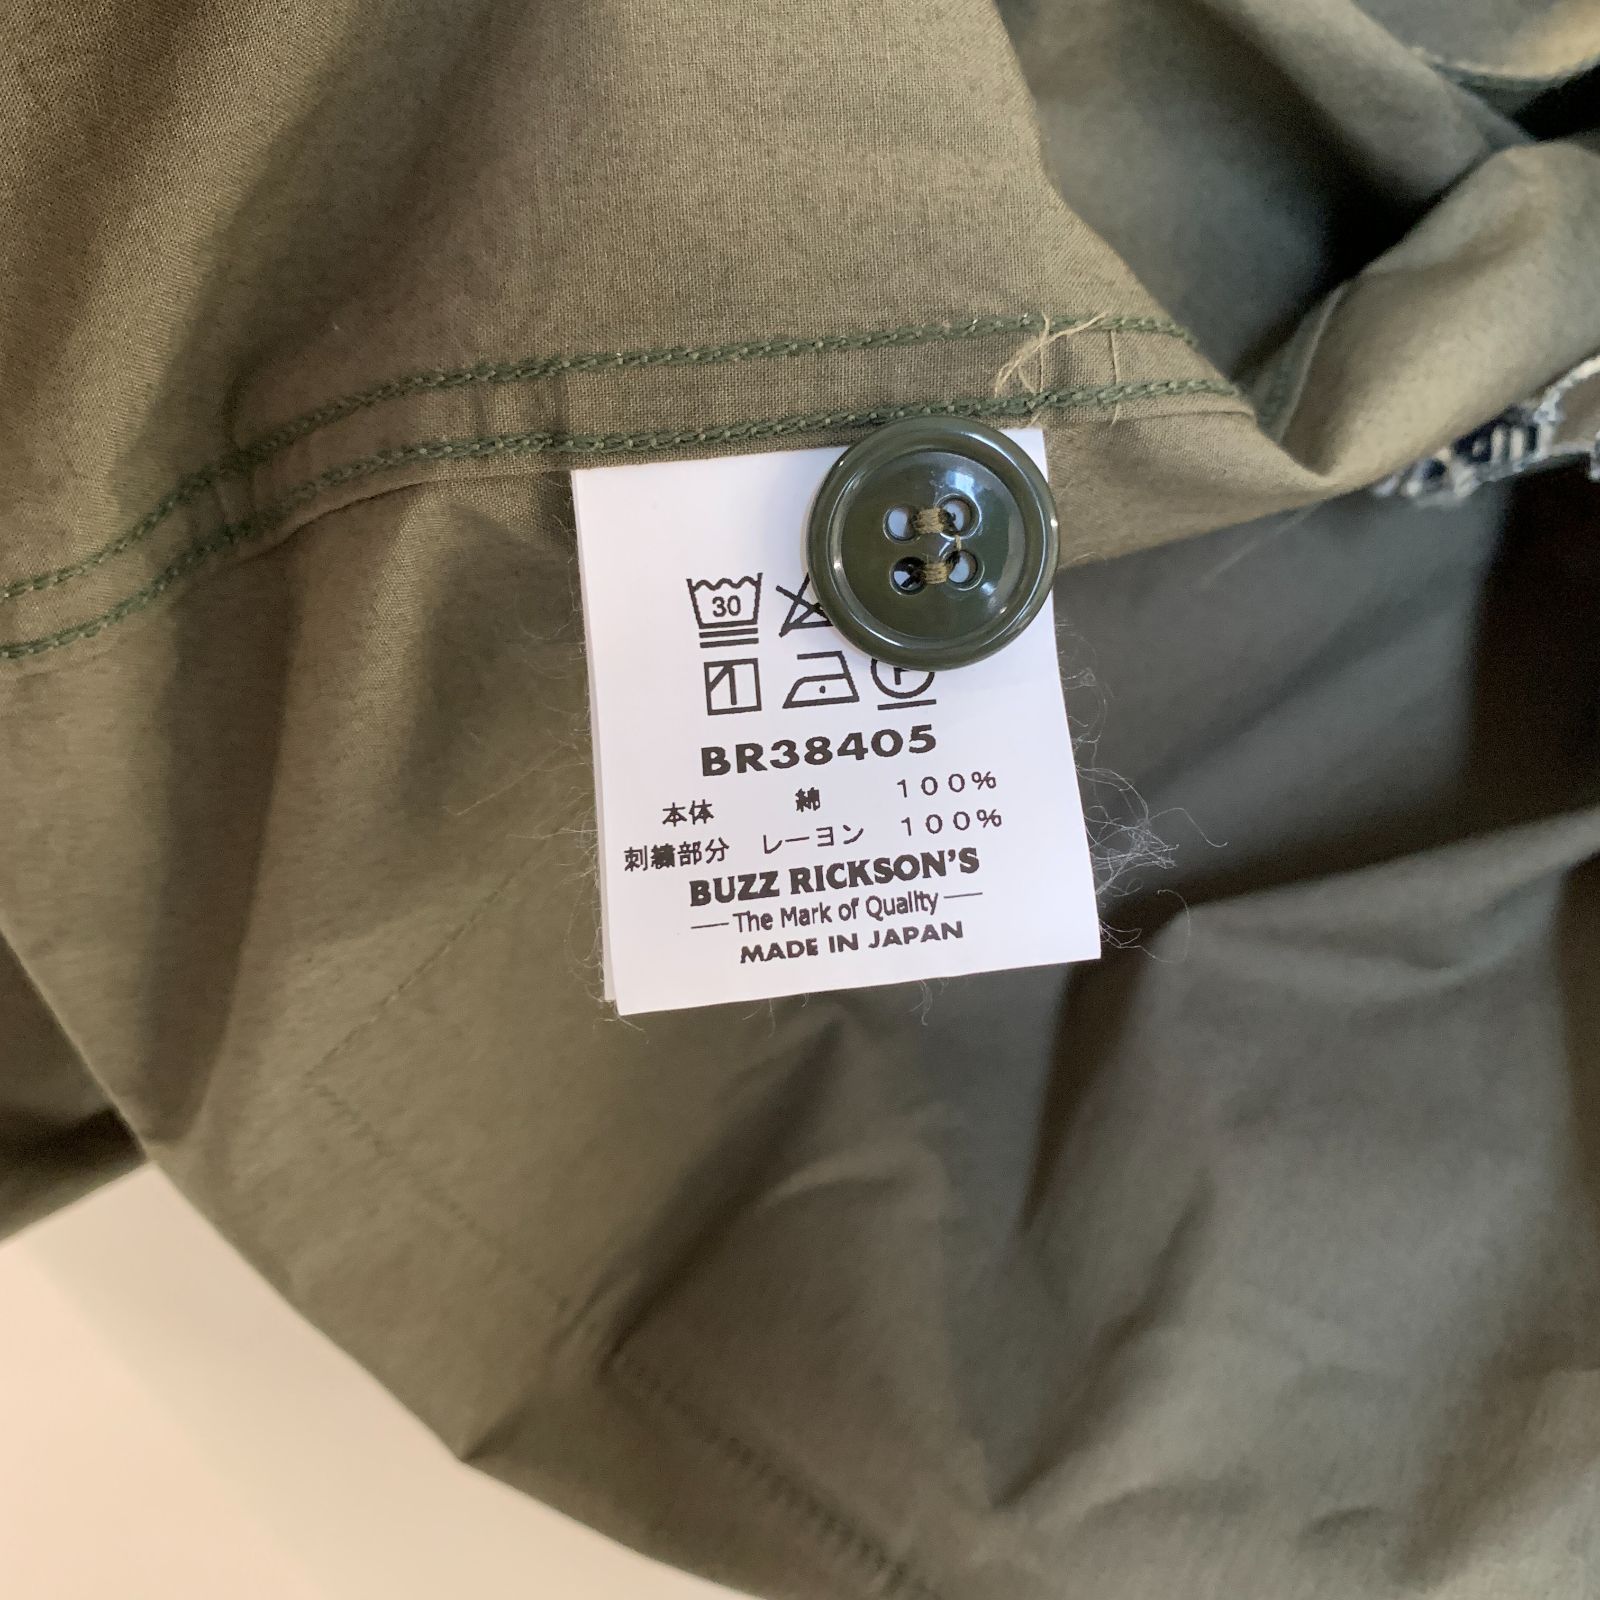 30
BR38405
本体 綿 100%
刺繍部分 レーヨン 100%
BUZZ RICKSON'S
The Mark of Quality
MADE IN JAPAN